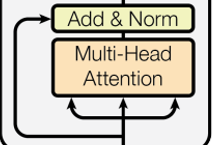 Add & Norm
Multi-Head
Attention